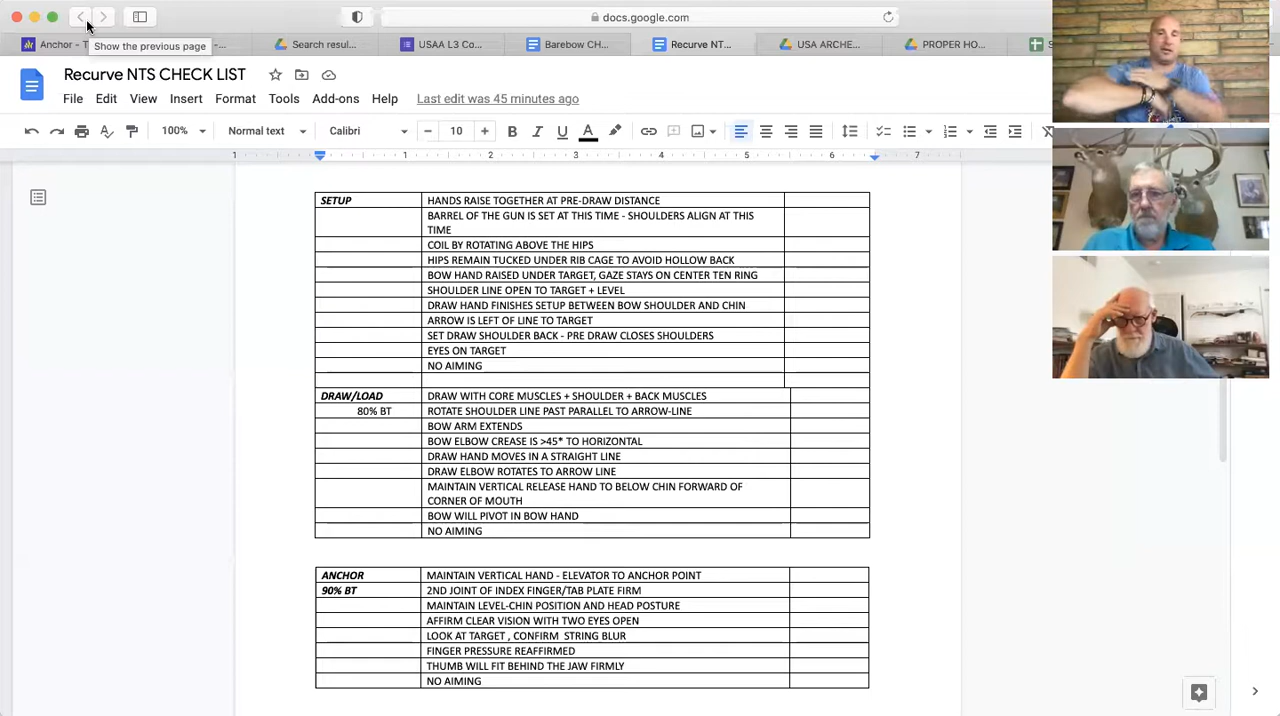 docs.google.com
Show the previous page
Anchor - T
Search resul...
USAA L3 Co...
Barebow CH...
Recurve NT...
USA ARCHE...
PROPER HO...
S
Recurve NTS CHECK LIST
File Edit View Insert Format Tools Add-ons Help Last edit was 45 minutes ago
100% Normal text Calibri 10 B I U A
1 1 2 3 4 5 6 7
SETUP HANDS RAISE TOGETHER AT PRE-DRAW DISTANCE
BARREL OF THE GUN IS SET AT THIS TIME - SHOULDERS ALIGN AT THIS
TIME
COIL BY ROTATING ABOVE THE HIPS
HIPS REMAIN TUCKED UNDER RIB CAGE TO AVOID HOLLOW BACK
BOW HAND RAISED UNDER TARGET, GAZE STAYS ON CENTER TEN RING
SHOULDER LINE OPEN TO TARGET + LEVEL
DRAW HAND FINISHES SETUP BETWEEN BOW SHOULDER AND CHIN
ARROW IS LEFT OF LINE TO TARGET
SET DRAW SHOULDER BACK - PRE DRAW CLOSES SHOULDERS
EYES ON TARGET
NO AIMING
DRAW/LOAD DRAW WITH CORE MUSCLES + SHOULDER + BACK MUSCLES
80% BT ROTATE SHOULDER LINE PAST PARALLEL TO ARROW-LINE
BOW ARM EXTENDS
BOW ELBOW CREASE IS >45* TO HORIZONTAL
DRAW HAND MOVES IN A STRAIGHT LINE
DRAW ELBOW ROTATES TO ARROW LINE
MAINTAIN VERTICAL RELEASE HAND TO BELOW CHIN FORWARD OF
CORNER OF MOUTH
BOW WILL PIVOT IN BOW HAND
NO AIMING
ANCHOR MAINTAIN VERTICAL HAND - ELEVATOR TO ANCHOR POINT
90% BT 2ND JOINT OF INDEX FINGER/TAB PLATE FIRM
MAINTAIN LEVEL-CHIN POSITION AND HEAD POSTURE
AFFIRM CLEAR VISION WITH TWO EYES OPEN
LOOK AT TARGET , CONFIRM STRING BLUR
FINGER PRESSURE REAFFIRMED
THUMB WILL FIT BEHIND THE JAW FIRMLY
NO AIMING